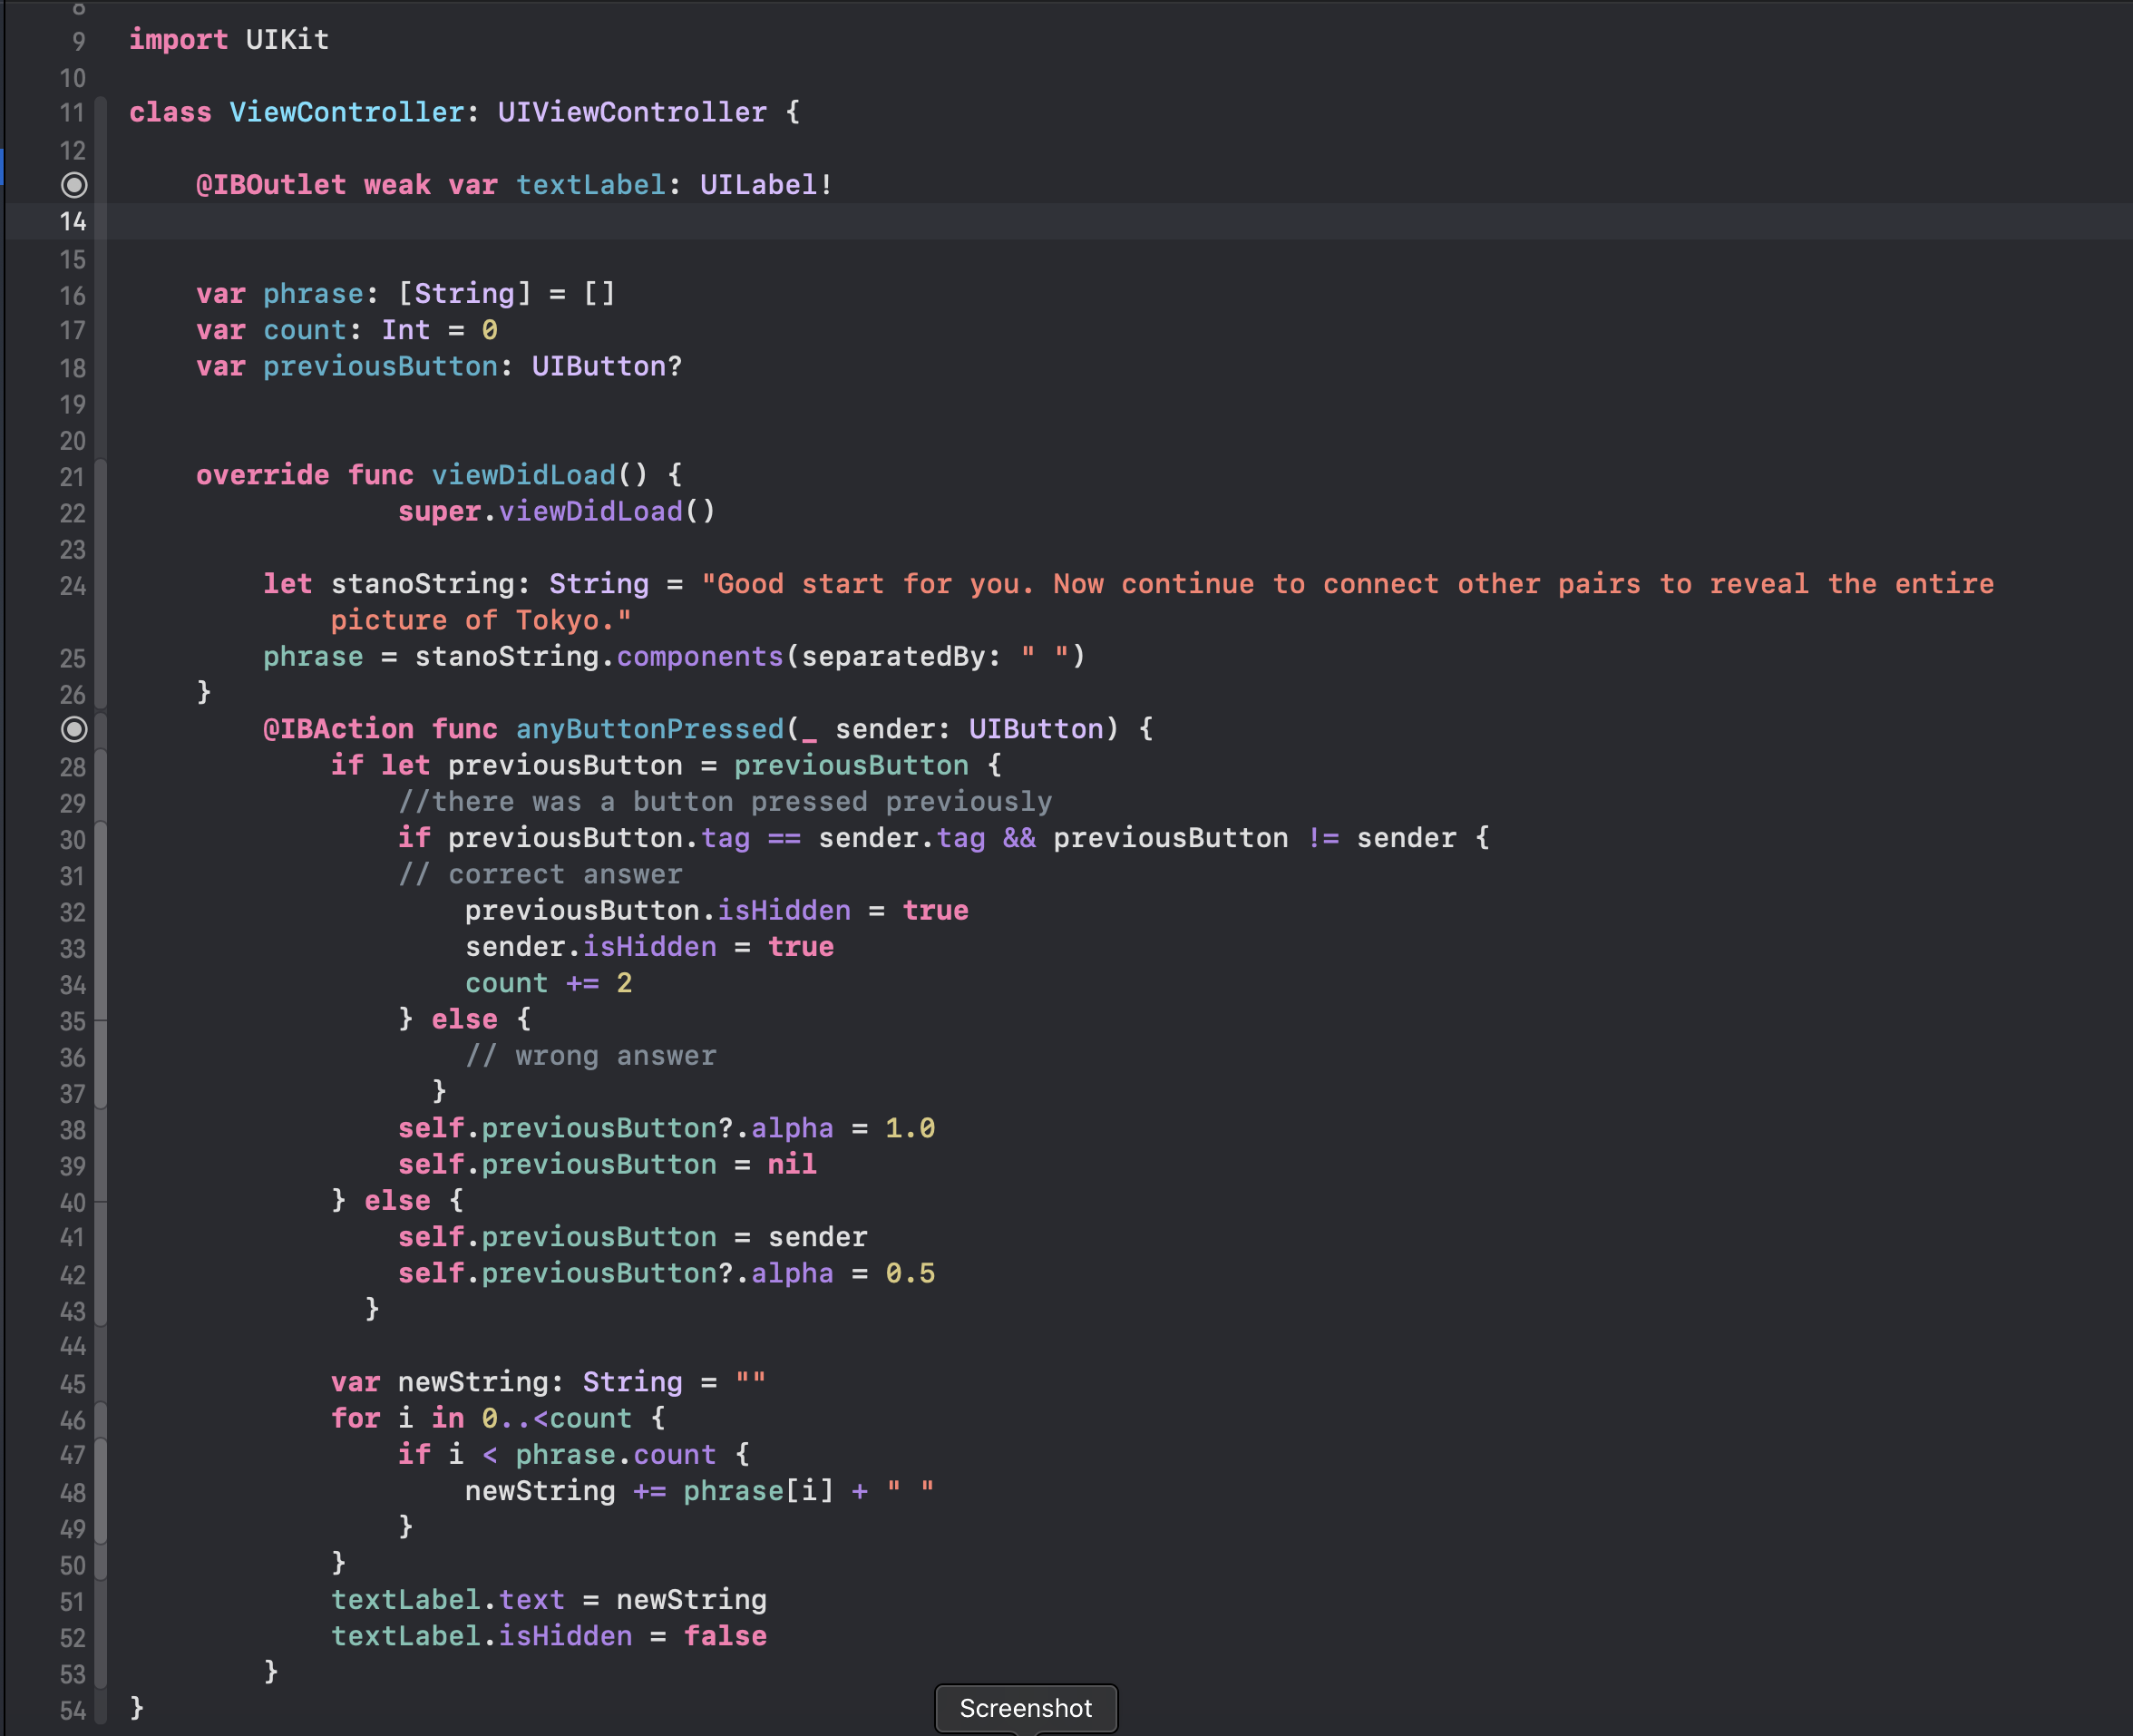 8
9 import UIKit
10
11 class ViewController: UIViewController {
12
@IBOutlet weak var textLabel: UILabel!
14
15
16 var phrase: [String] = []
17 var count: Int = 0
18 var previousButton: UIButton?
19
20
21 override func viewDidLoad() {
22 super.viewDidLoad()
23
24 let stanoString: String = "Good start for you. Now continue to connect other pairs to reveal the entire
picture of Tokyo."
25 phrase = stanoString.components(separatedBy: " ")
26 }
@IBAction func anyButtonPressed(_ sender: UIButton) {
28 if let previousButton = previousButton {
29 //there was a button pressed previously
30 if previousButton.tag == sender.tag && previousButton != sender {
31 // correct answer
32 previousButton.isHidden = true
33 sender.isHidden = true
34 count += 2
35 } else {
36 // wrong answer
37 }
38 self.previousButton?.alpha = 1.0
39 self.previousButton = nil
40 } else {
41 self.previousButton = sender
42 self.previousButton?.alpha = 0.5
43 }
44
45 var newString: String = ""
46 for i in 0..<count {
47 if i < phrase.count {
48 newString += phrase[i] + " "
49 }
50 }
51 textLabel.text = newString
52 textLabel.isHidden = false
53 }
54 }
Screenshot